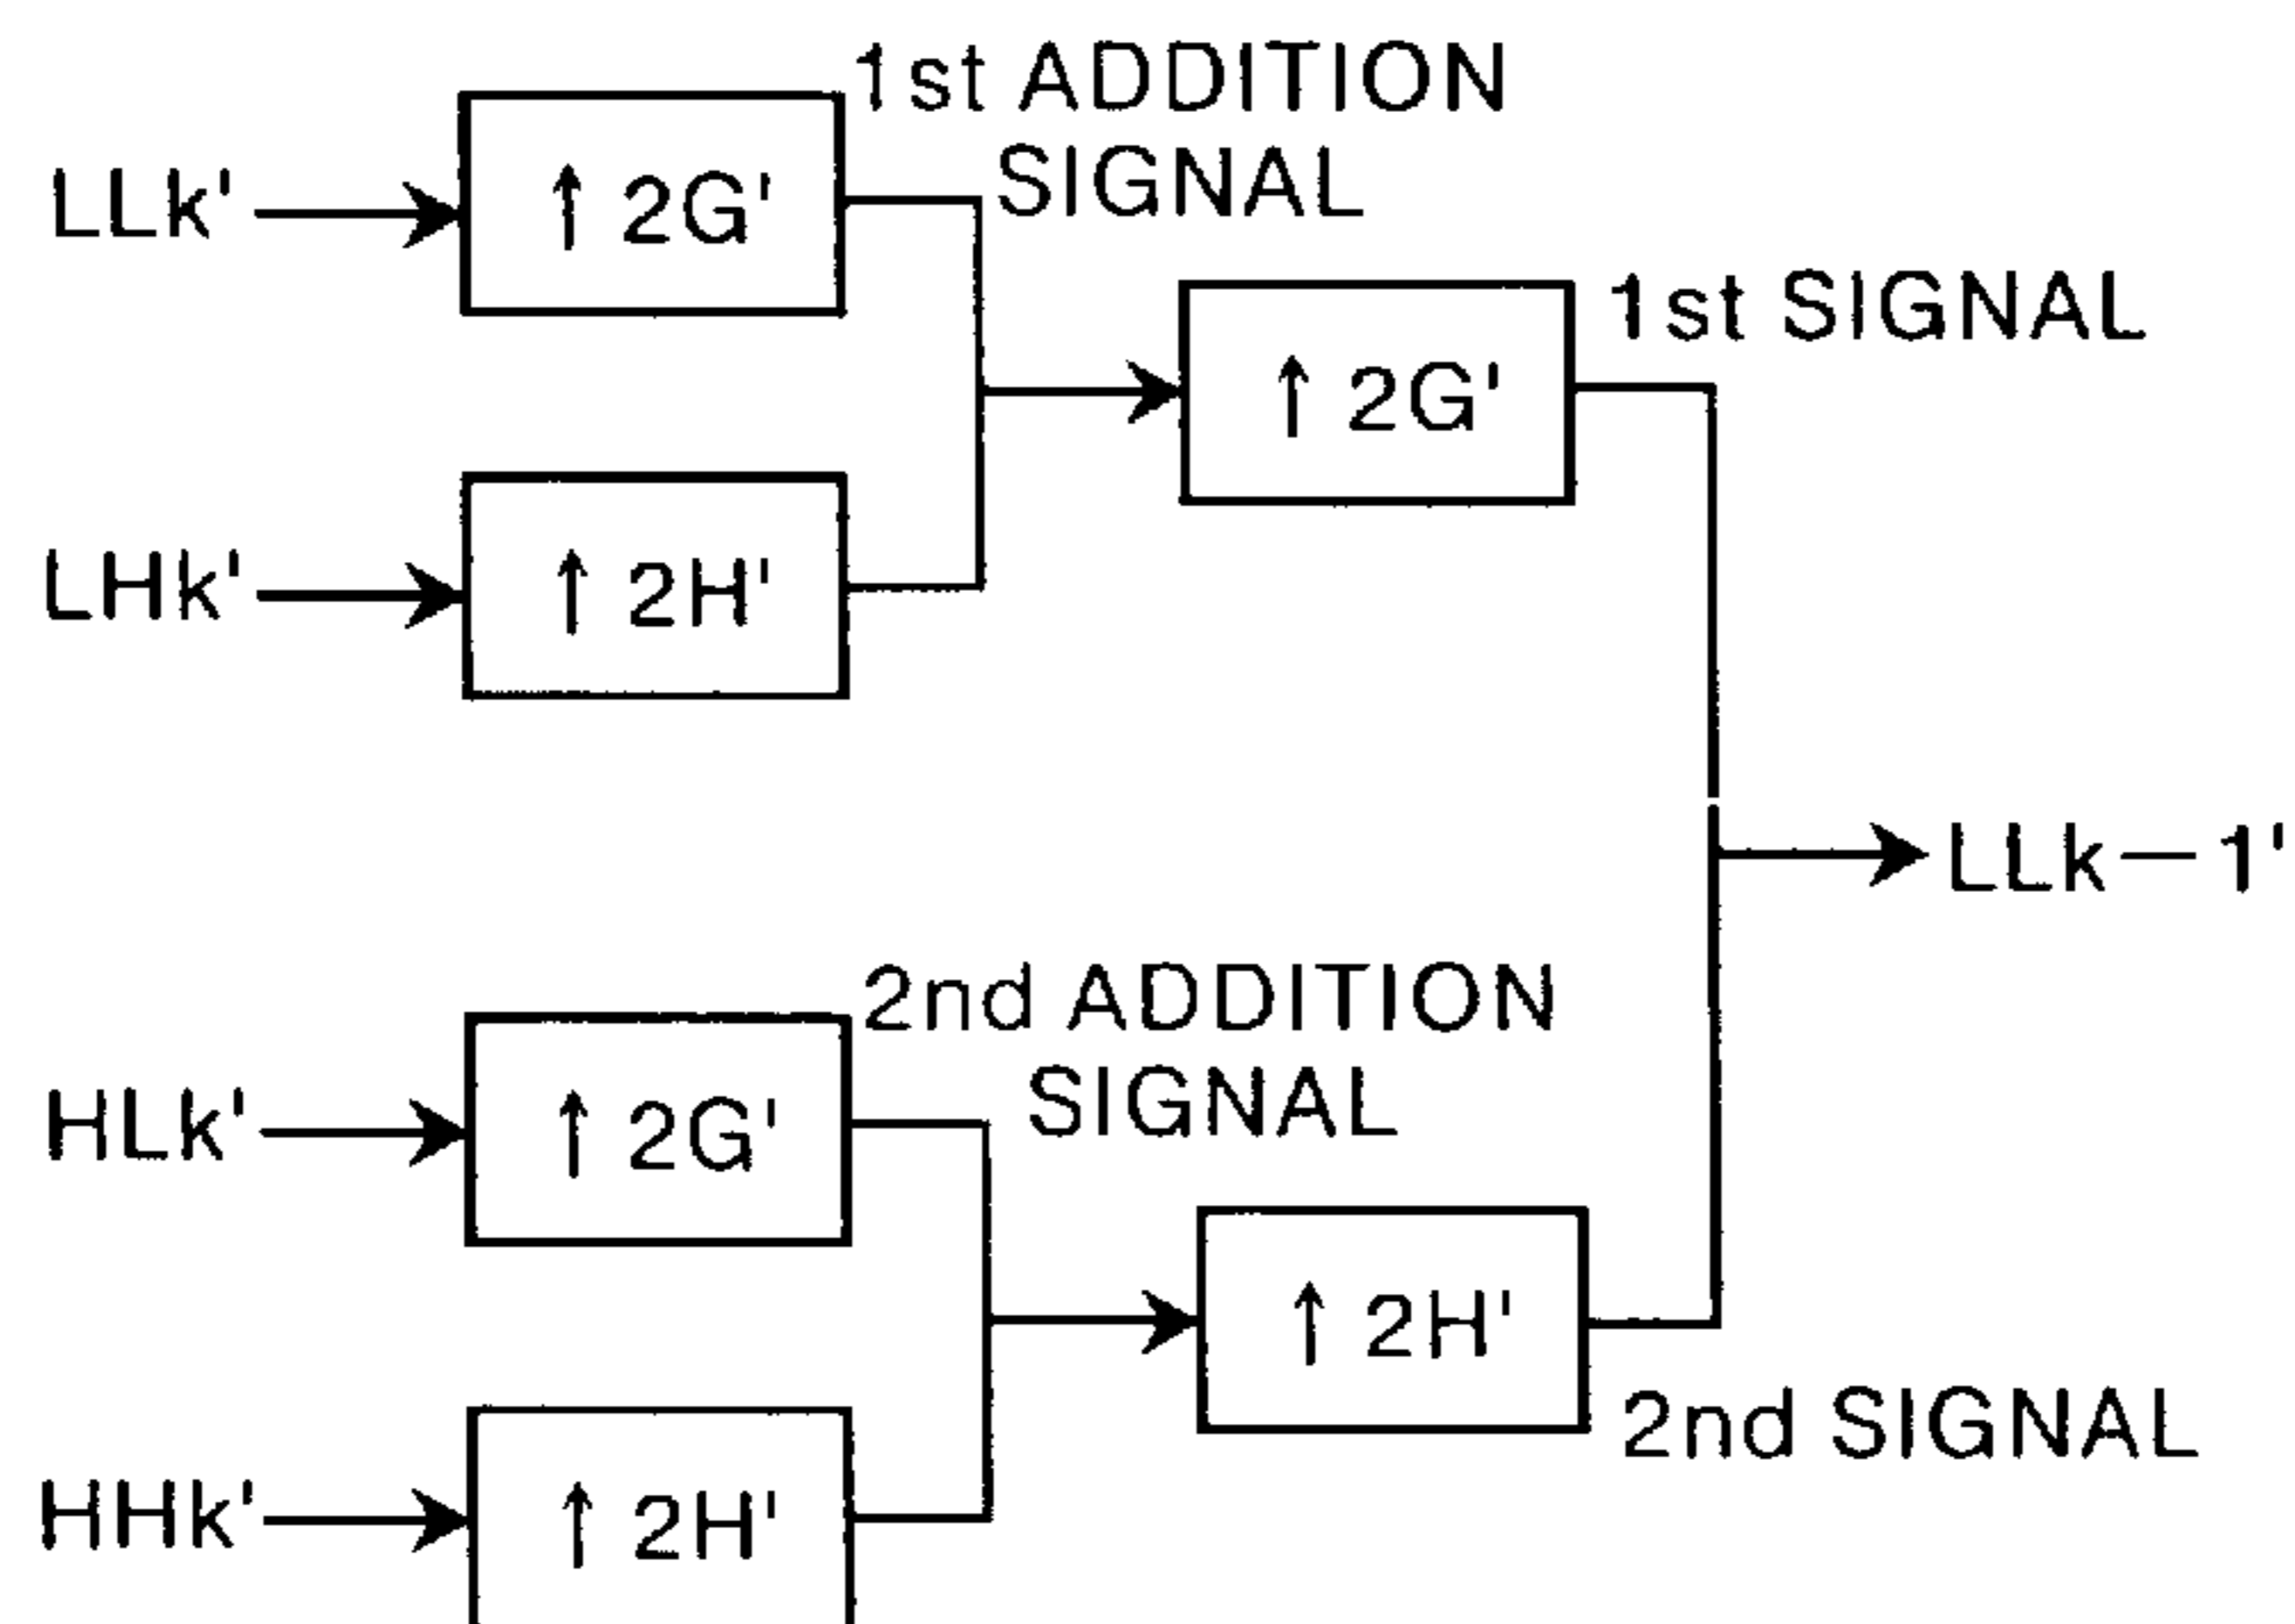 1st ADDITION
SIGNAL
LLk'
↑ 2G'
1st SIGNAL
↑ 2G'
LHk'
↑ 2H'
LLk－1'
2nd ADDITION
SIGNAL
HLk'
↑ 2G'
↑ 2H'
2nd SIGNAL
HHk'
↑ 2H'